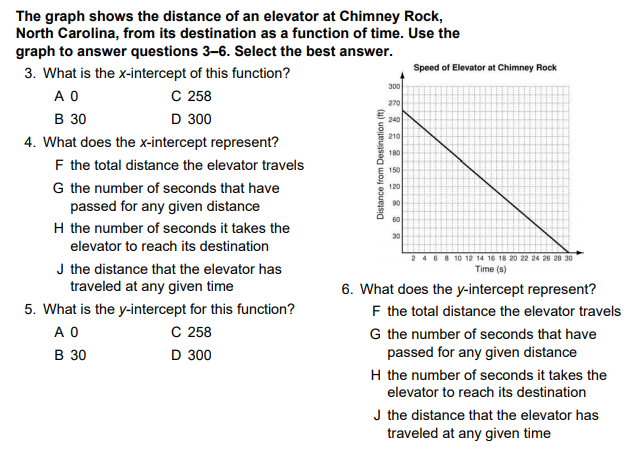 The graph shows the distance of an elevator at Chimney Rock,
North Carolina, from its destination as a function of time. Use the
graph to answer questions 3–6. Select the best answer.
3. What is the x-intercept of this function?
A 0 C 258
B 30 D 300
4. What does the x-intercept represent?
F the total distance the elevator travels
G the number of seconds that have
passed for any given distance
H the number of seconds it takes the
elevator to reach its destination
J the distance that the elevator has
traveled at any given time
5. What is the y-intercept for this function?
A 0 C 258
B 30 D 300
Speed of Elevator at Chimney Rock
Distance from Destination (ft)
300
270
240
210
180
150
120
90
60
30
2 4 6 8 10 12 14 16 18 20 22 24 26 28 30
Time (s)
6. What does the y-intercept represent?
F the total distance the elevator travels
G the number of seconds that have
passed for any given distance
H the number of seconds it takes the
elevator to reach its destination
J the distance that the elevator has
traveled at any given time